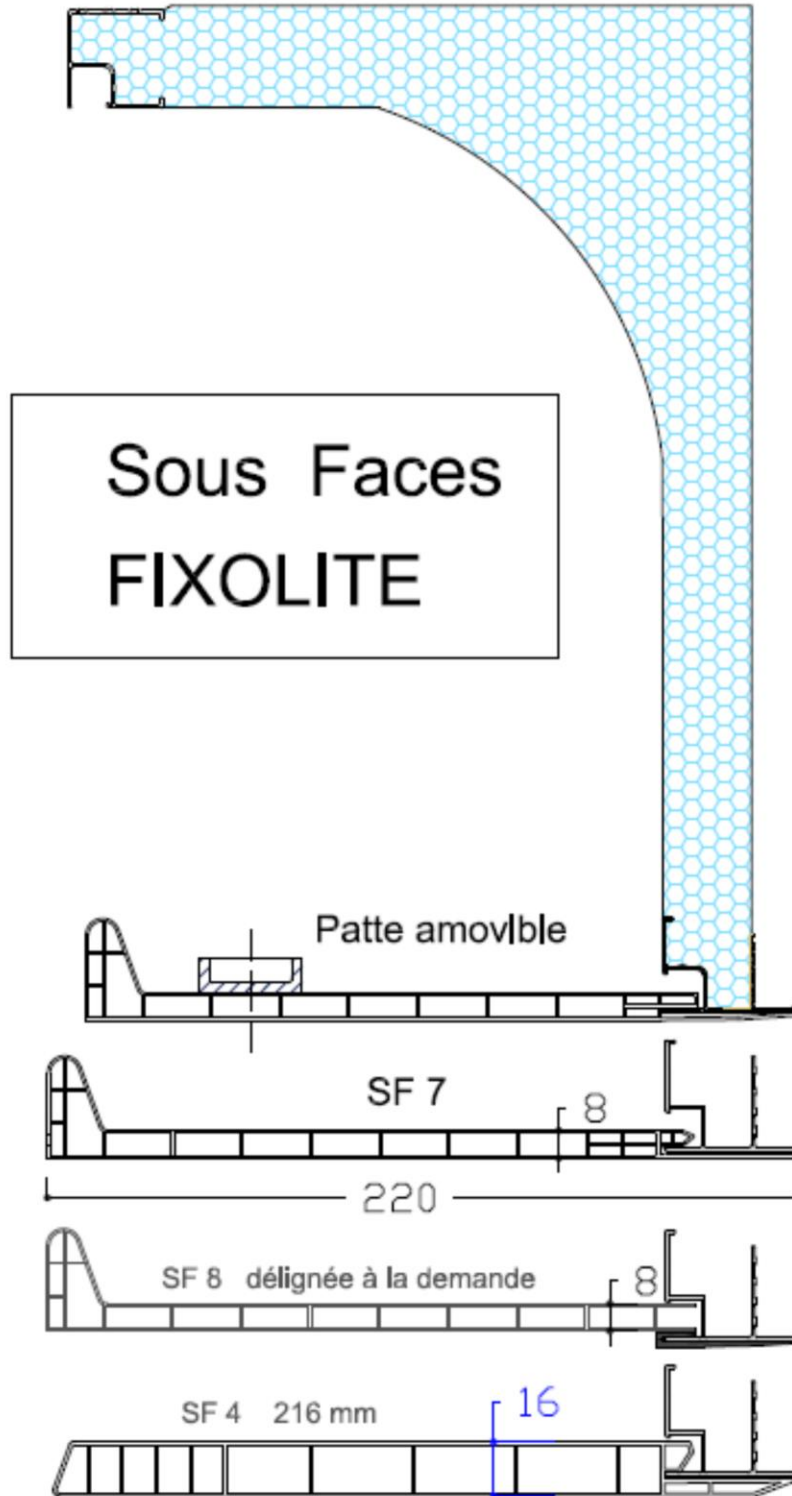 Sous Faces
FIXOLITE
Patte amovible
SF 7
8
220
SF 8 délignée à la demande
8
SF 4 216 mm
16